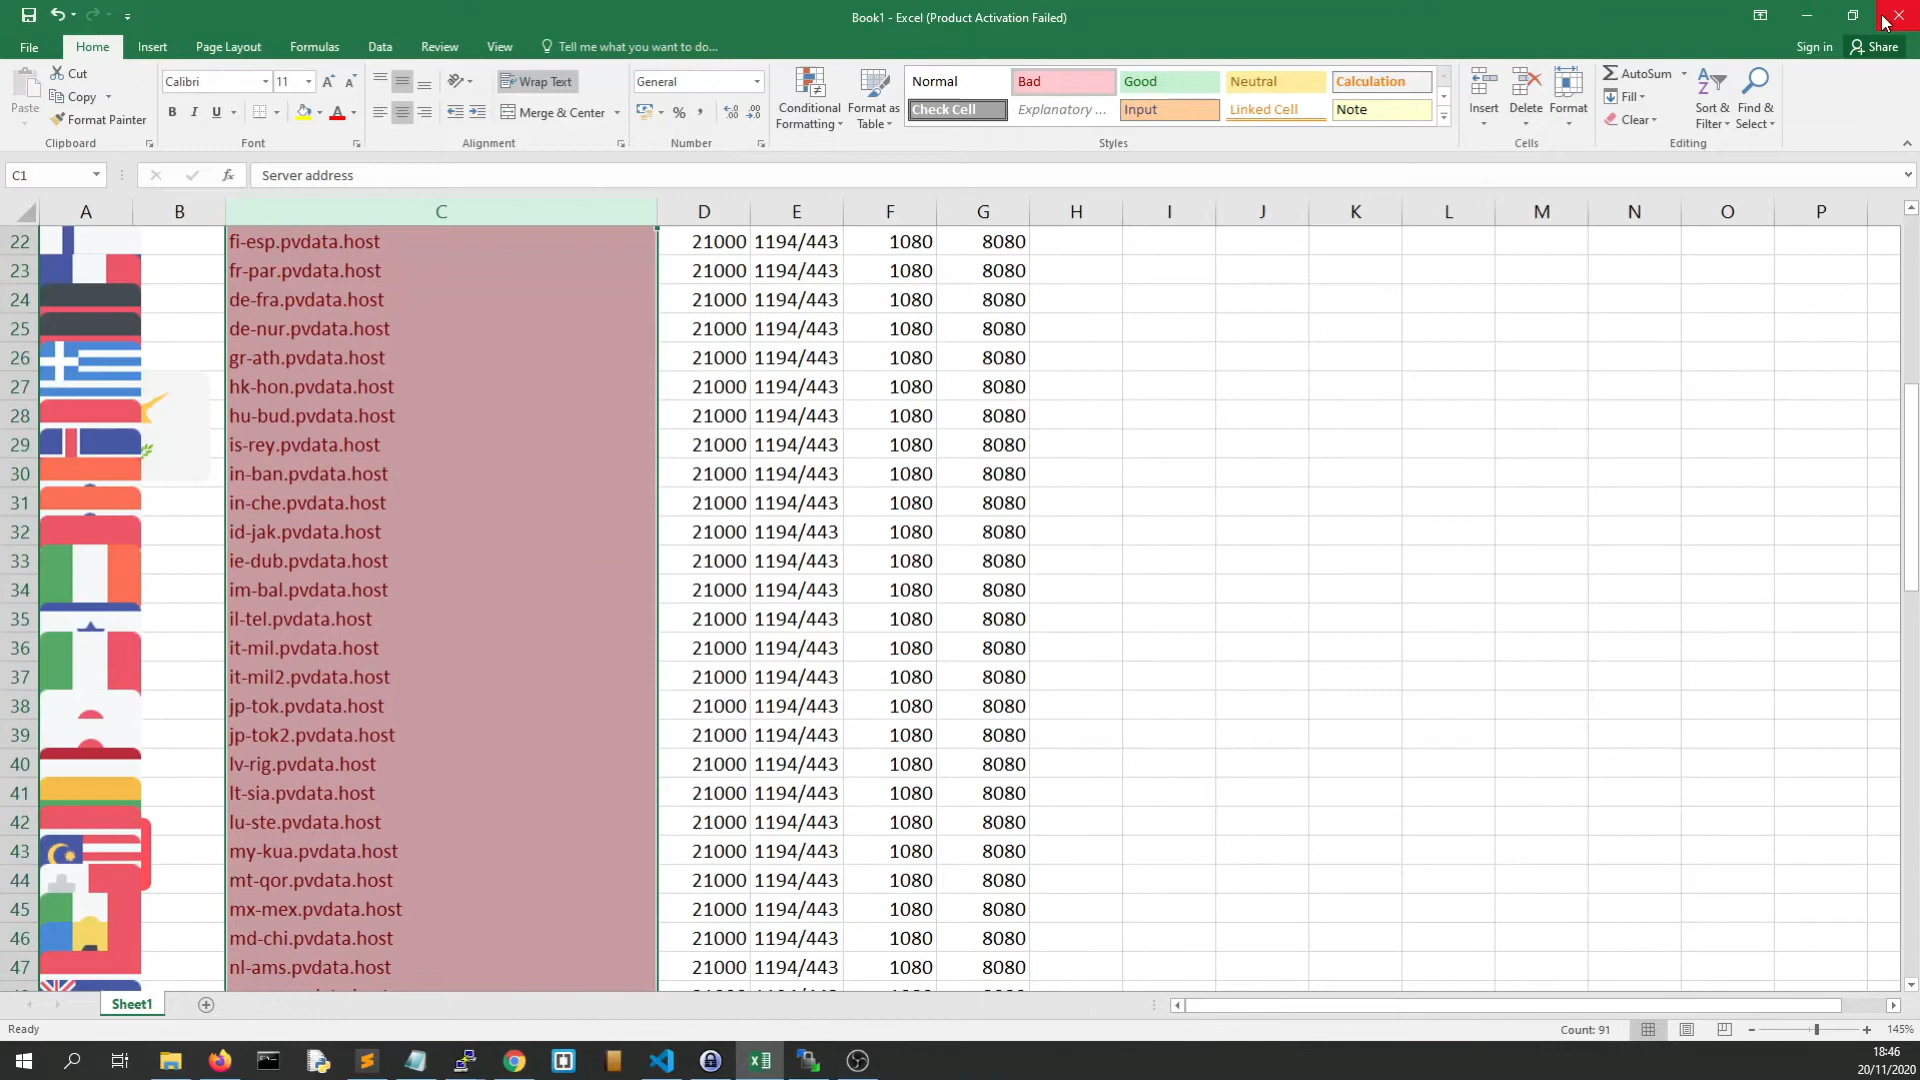 Book1 - Excel (Product Activation Failed)
File Home Insert Page Layout Formulas Data Review View Tell me what you want to do... Sign in Share
Paste
Cut
Copy
Format Painter
Clipboard
Calibri 11
B I U
Font
Wrap Text
Merge & Center
Alignment
General
%
Number
Conditional Formatting
Format as Table
Normal Bad Good Neutral Calculation
Check Cell Explanatory ... Input Linked Cell Note
Styles
Insert Delete Format
Cells
AutoSum
Fill
Clear
Sort & Filter
Find & Select
Editing
C1 fx Server address
A B C D E F G H I J K L M N O P
22 fi-esp.pvdata.host 21000 1194/443 1080 8080
23 fr-par.pvdata.host 21000 1194/443 1080 8080
24 de-fra.pvdata.host 21000 1194/443 1080 8080
25 de-nur.pvdata.host 21000 1194/443 1080 8080
26 gr-ath.pvdata.host 21000 1194/443 1080 8080
27 hk-hon.pvdata.host 21000 1194/443 1080 8080
28 hu-bud.pvdata.host 21000 1194/443 1080 8080
29 is-rey.pvdata.host 21000 1194/443 1080 8080
30 in-ban.pvdata.host 21000 1194/443 1080 8080
31 in-che.pvdata.host 21000 1194/443 1080 8080
32 id-jak.pvdata.host 21000 1194/443 1080 8080
33 ie-dub.pvdata.host 21000 1194/443 1080 8080
34 im-bal.pvdata.host 21000 1194/443 1080 8080
35 il-tel.pvdata.host 21000 1194/443 1080 8080
36 it-mil.pvdata.host 21000 1194/443 1080 8080
37 it-mil2.pvdata.host 21000 1194/443 1080 8080
38 jp-tok.pvdata.host 21000 1194/443 1080 8080
39 jp-tok2.pvdata.host 21000 1194/443 1080 8080
40 lv-rig.pvdata.host 21000 1194/443 1080 8080
41 lt-sia.pvdata.host 21000 1194/443 1080 8080
42 lu-ste.pvdata.host 21000 1194/443 1080 8080
43 my-kua.pvdata.host 21000 1194/443 1080 8080
44 mt-qor.pvdata.host 21000 1194/443 1080 8080
45 mx-mex.pvdata.host 21000 1194/443 1080 8080
46 md-chi.pvdata.host 21000 1194/443 1080 8080
47 nl-ams.pvdata.host 21000 1194/443 1080 8080
Sheet1
Ready Count: 91 145%
18:46
20/11/2020